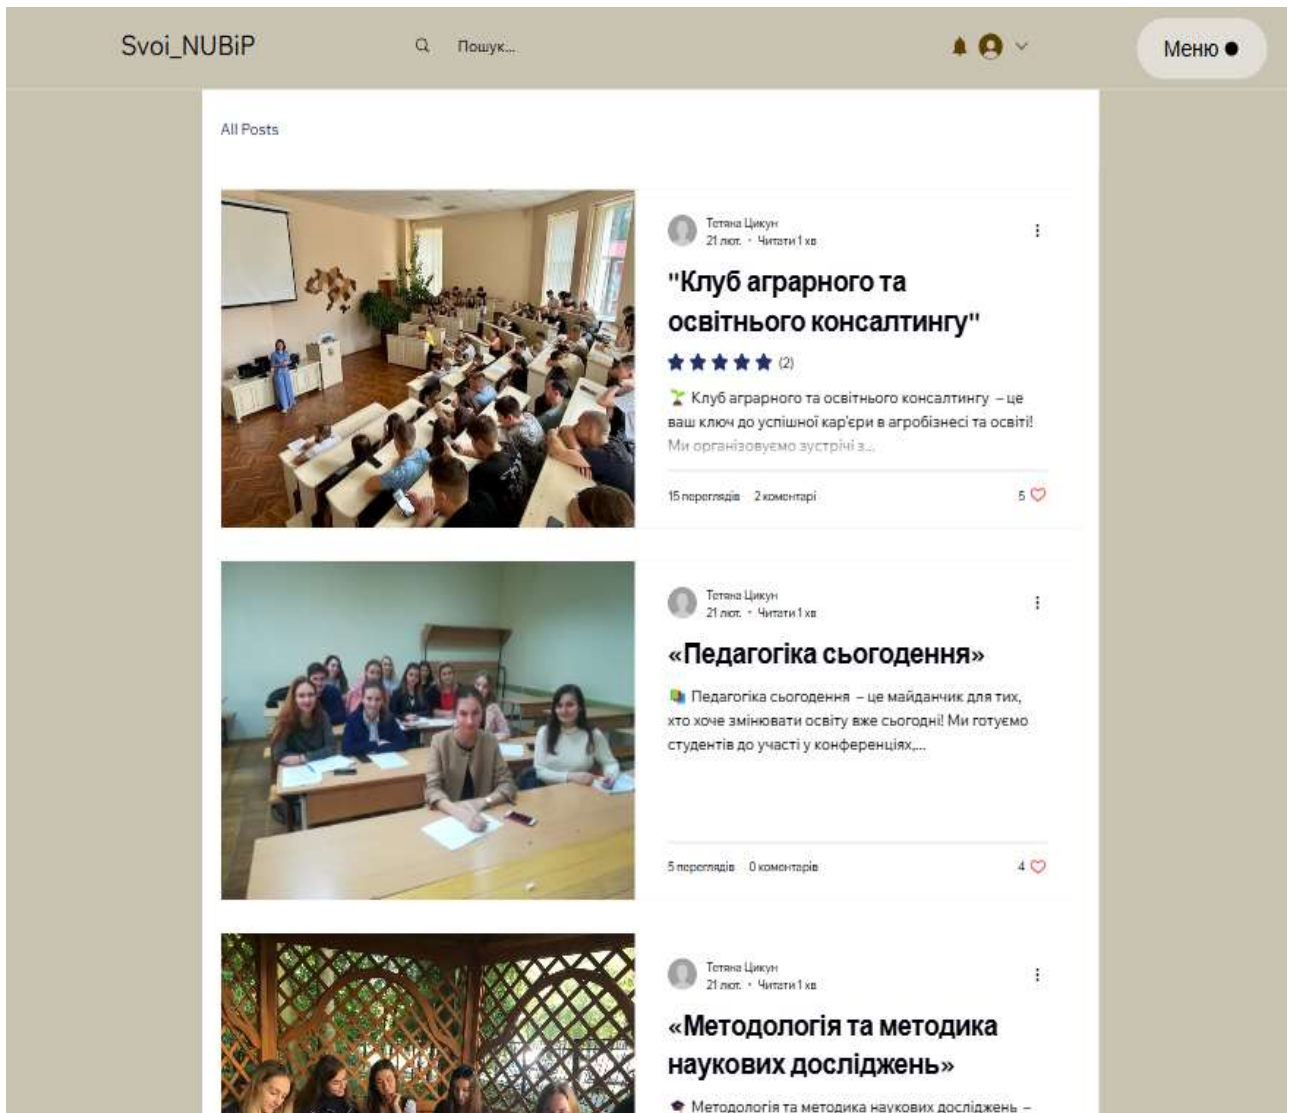 Svoi_NUBiP
Пошук...
Меню
All Posts
Тетяна Цикун
21 лют. · Читати 1 хв
"Клуб аграрного та
освітнього консалтингу"
(2)
Клуб аграрного та освітнього консалтингу – це
ваш ключ до успішної кар'єри в агробізнесі та освіті!
Ми організовуємо зустрічі з...
15 переглядів 2 коментарі
5
Тетяна Цикун
21 лют. · Читати 1 хв
«Педагогіка сьогодення»
Педагогіка сьогодення – це майданчик для тих,
хто хоче змінювати освіту вже сьогодні! Ми готуємо
студентів до участі у конференціях,...
5 переглядів 0 коментарів
4
Тетяна Цикун
21 лют. · Читати 1 хв
«Методологія та методика
наукових досліджень»
Методологія та методика наукових досліджень –